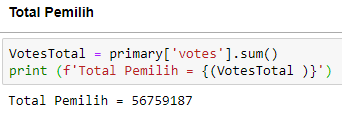 Total Pemilih
VotesTotal = primary['votes'].sum()
print (f'Total Pemilih = {(VotesTotal )}')
Total Pemilih = 56759187